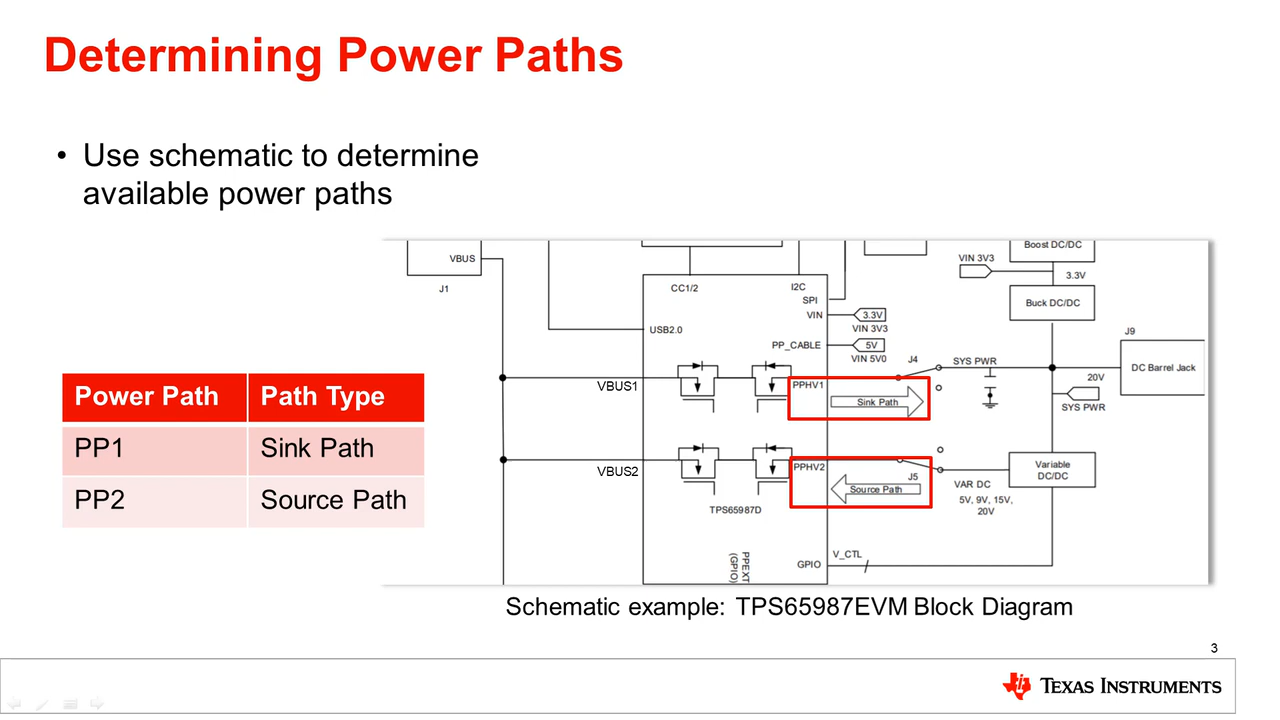 Determining Power Paths
• Use schematic to determine
available power paths
Power Path Path Type
PP1 Sink Path
PP2 Source Path
VBUS
J1
CC1/2
I2C
SPI
VIN
3.3V
VIN 3V3
USB2.0
PP_CABLE
5V
VIN 5V0
VBUS1
PPHV1
Sink Path
J4
SYS PWR
VIN 3V3
Boost DC/DC
3.3V
Buck DC/DC
J9
DC Barrel Jack
20V
SYS PWR
VBUS2
PPHV2
Source Path
J5
VAR DC
5V, 9V, 15V,
20V
Variable
DC/DC
TPS65987D
PPEXT
(GPIO)
GPIO
V_CTL
Schematic example: TPS65987EVM Block Diagram
3
TEXAS INSTRUMENTS